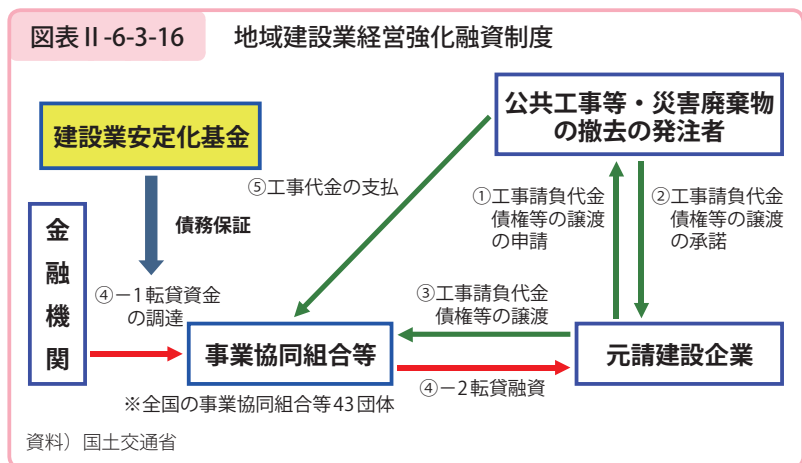 図表Ⅱ-6-3-16 地域建設業経営強化融資制度
建設業安定化基金
公共工事等・災害廃棄物
の撤去の発注者
⑤工事代金の支払
①工事請負代金
債権等の譲渡
の申請
②工事請負代金
債権等の譲渡
の承諾
債務保証
金融機関
④−1転貸資金
の調達
③工事請負代金
債権等の譲渡
事業協同組合等
元請建設企業
④−2転貸融資
※全国の事業協同組合等43団体
資料）国土交通省